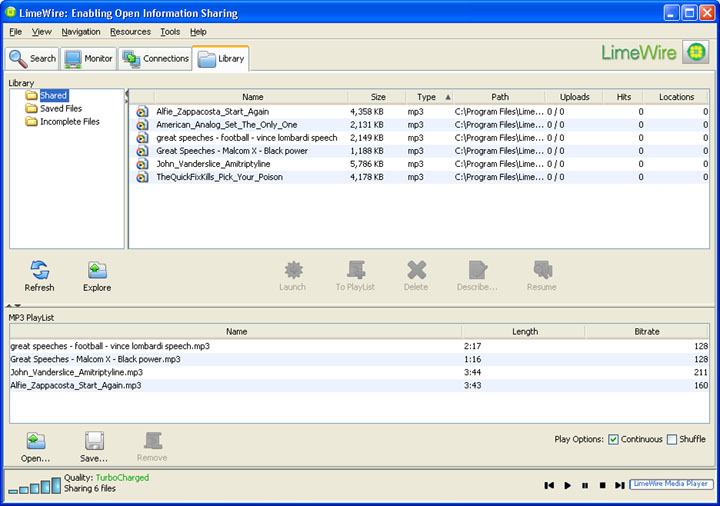 LimeWire: Enabling Open Information Sharing
File View Navigation Resources Tools Help
Search Monitor Connections Library LimeWire
Library
Shared
Saved Files
Incomplete Files
Name Size Type Path Uploads Hits Locations
Alfie_Zappacosta_Start_Again 4,358 KB mp3 C:\Program Files\Lime... 0 / 0 0 0
American_Analog_Set_The_Only_One 2,131 KB mp3 C:\Program Files\Lime... 0 / 0 0 0
great speeches - football - vince lombardi speech 2,149 KB mp3 C:\Program Files\Lime... 0 / 0 0 0
Great Speeches - Malcom X - Black power 1,188 KB mp3 C:\Program Files\Lime... 0 / 0 0 0
John_Vanderslice_Amitriptyline 5,786 KB mp3 C:\Program Files\Lime... 0 / 0 0 0
TheQuickFixKills_Pick_Your_Poison 4,178 KB mp3 C:\Program Files\Lime... 0 / 0 0 0
Refresh Explore Launch To PlayList Delete Describe... Resume
MP3 PlayList
Name Length Bitrate
great speeches - football - vince lombardi speech.mp3 2:17 128
Great Speeches - Malcom X - Black power.mp3 1:16 128
John_Vanderslice_Amitriptyline.mp3 3:44 211
Alfie_Zappacosta_Start_Again.mp3 3:43 160
Open... Save... Remove Play Options: Continuous Shuffle
Quality: TurboCharged
Sharing 6 files
LimeWire Media Player